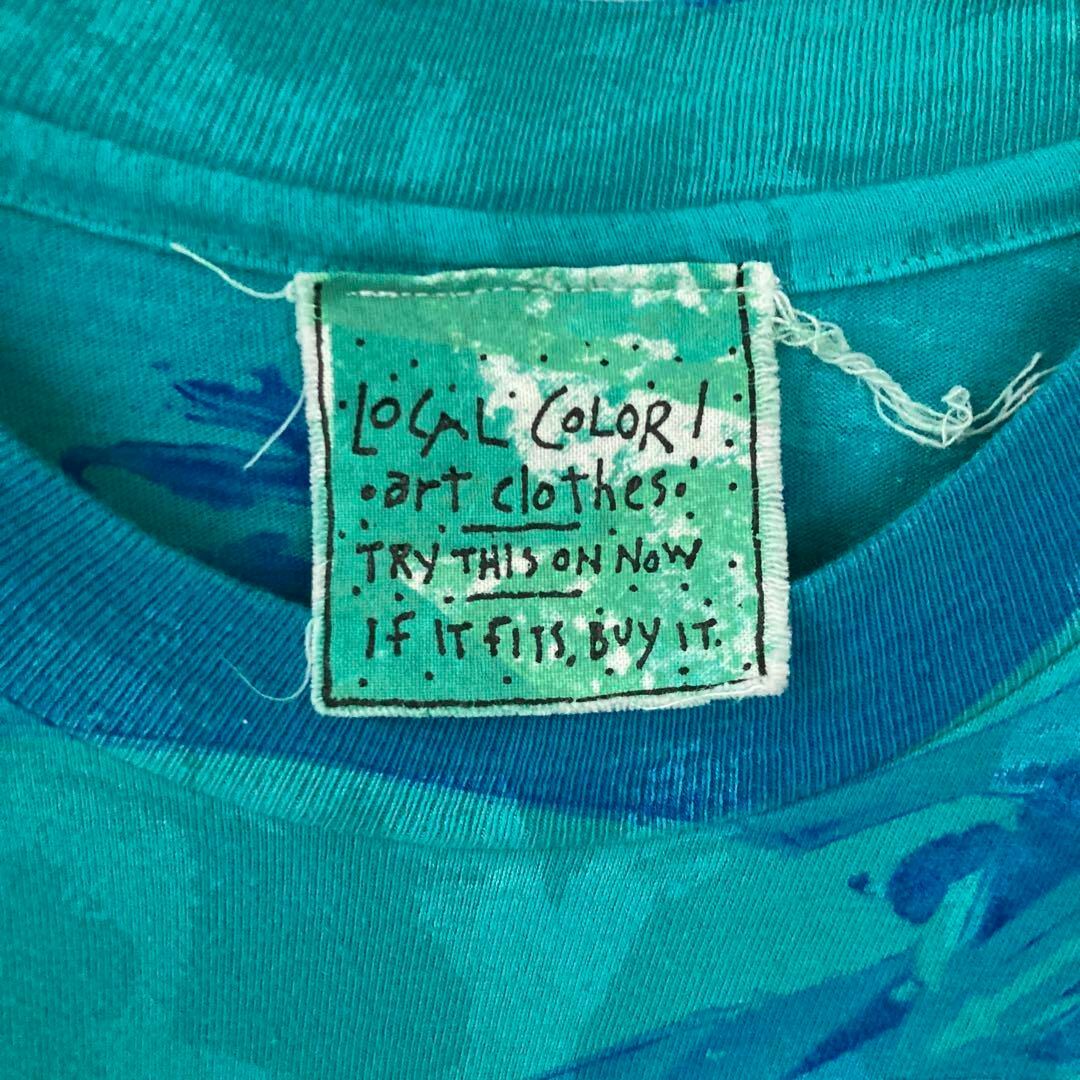 LOCAL COLOR!
art clothes
TRY THIS ON NOW
If IT fITS, BUY IT.